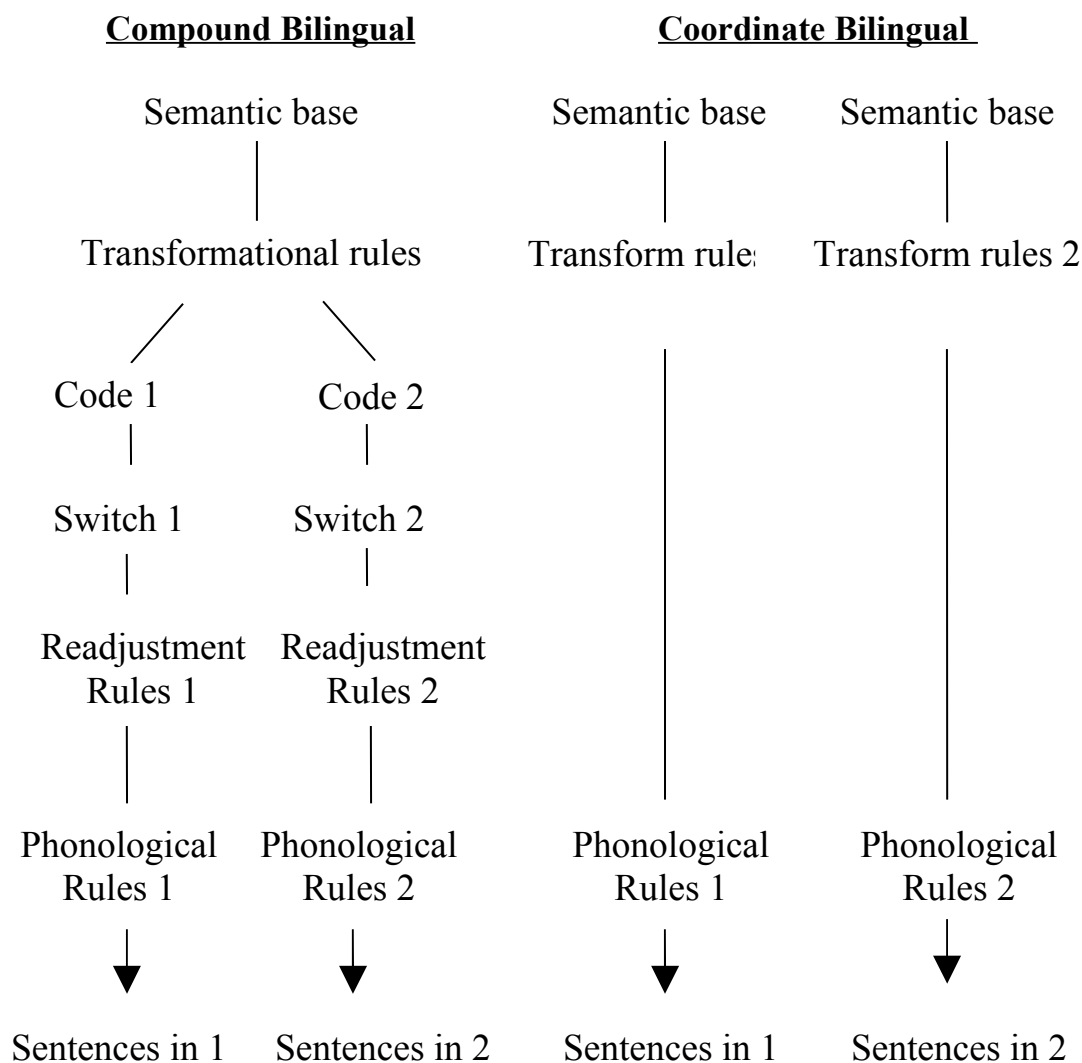 Compound Bilingual
Coordinate Bilingual
Semantic base
Semantic base
Semantic base
Transformational rules
Transform rules
Transform rules 2
Code 1
Code 2
Switch 1
Switch 2
Readjustment
Rules 1
Readjustment
Rules 2
Phonological
Rules 1
Phonological
Rules 2
Phonological
Rules 1
Phonological
Rules 2
Sentences in 1
Sentences in 2
Sentences in 1
Sentences in 2